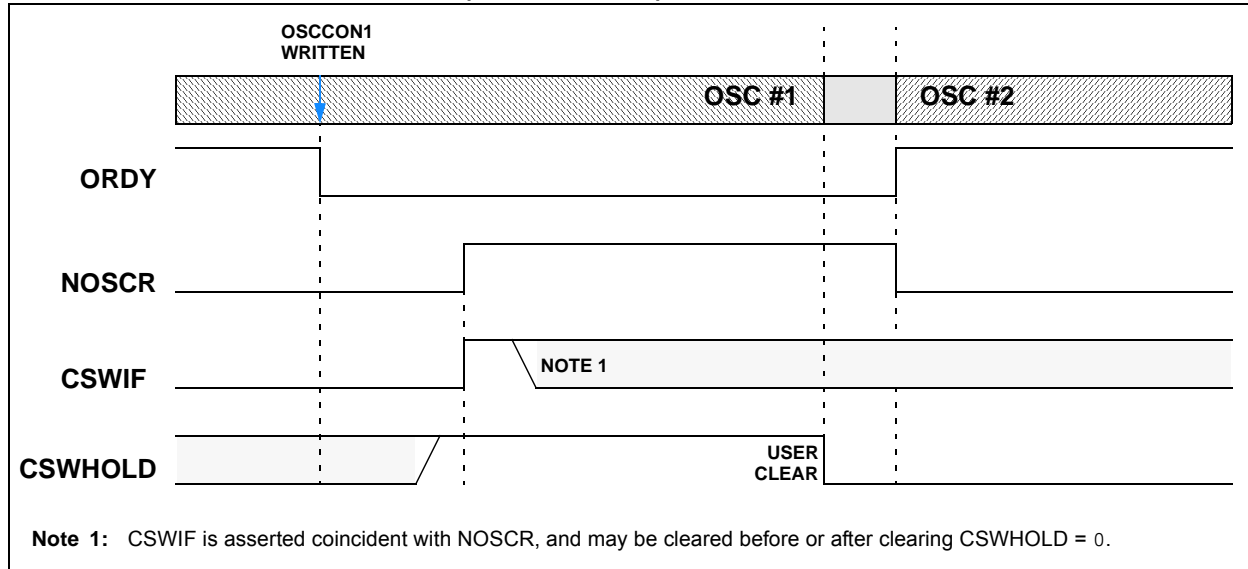 OSCCON1
WRITTEN
OSC #1
OSC #2
ORDY
NOSCR
CSWIF
NOTE 1
CSWHOLD
USER
CLEAR
Note 1: CSWIF is asserted coincident with NOSCR, and may be cleared before or after clearing CSWHOLD = 0.